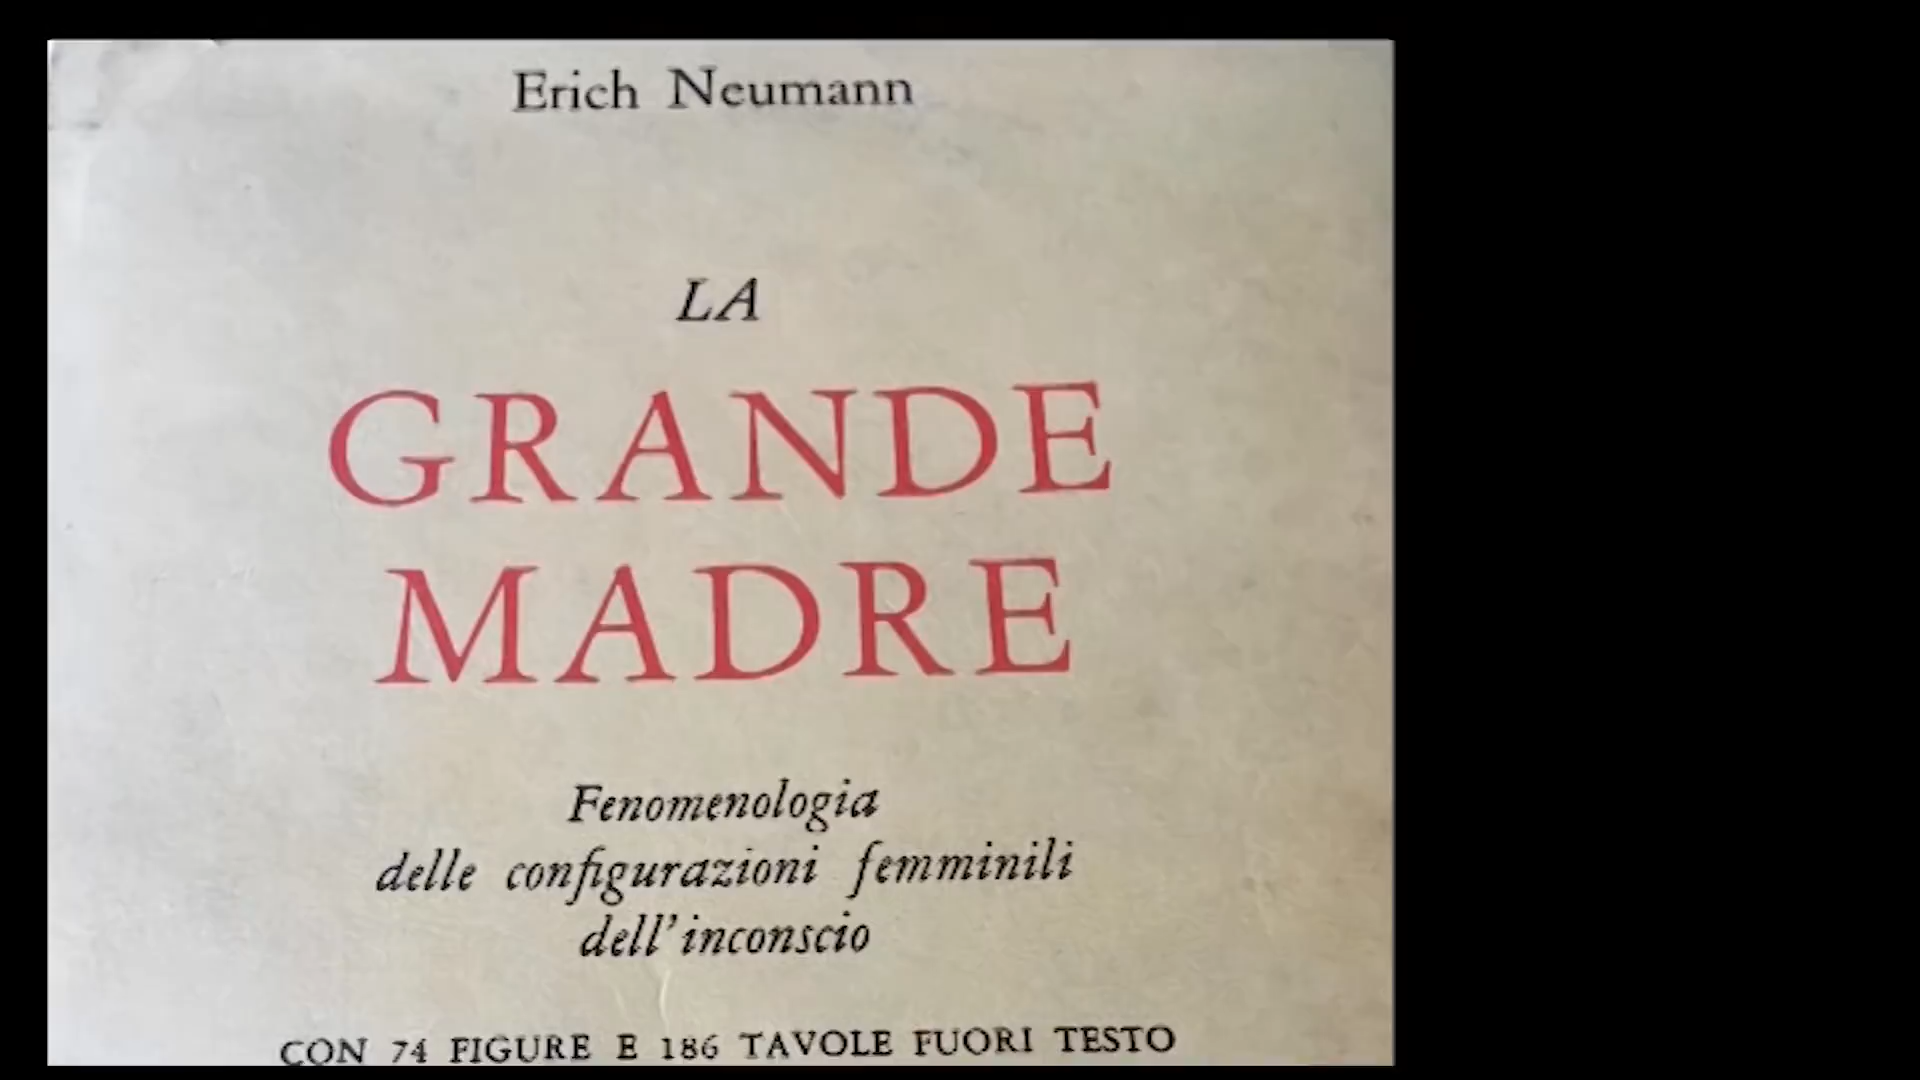 Erich Neumann
LA
GRANDE
MADRE
Fenomenologia
delle configurazioni femminili
dell'inconscio
CON 74 FIGURE E 186 TAVOLE FUORI TESTO